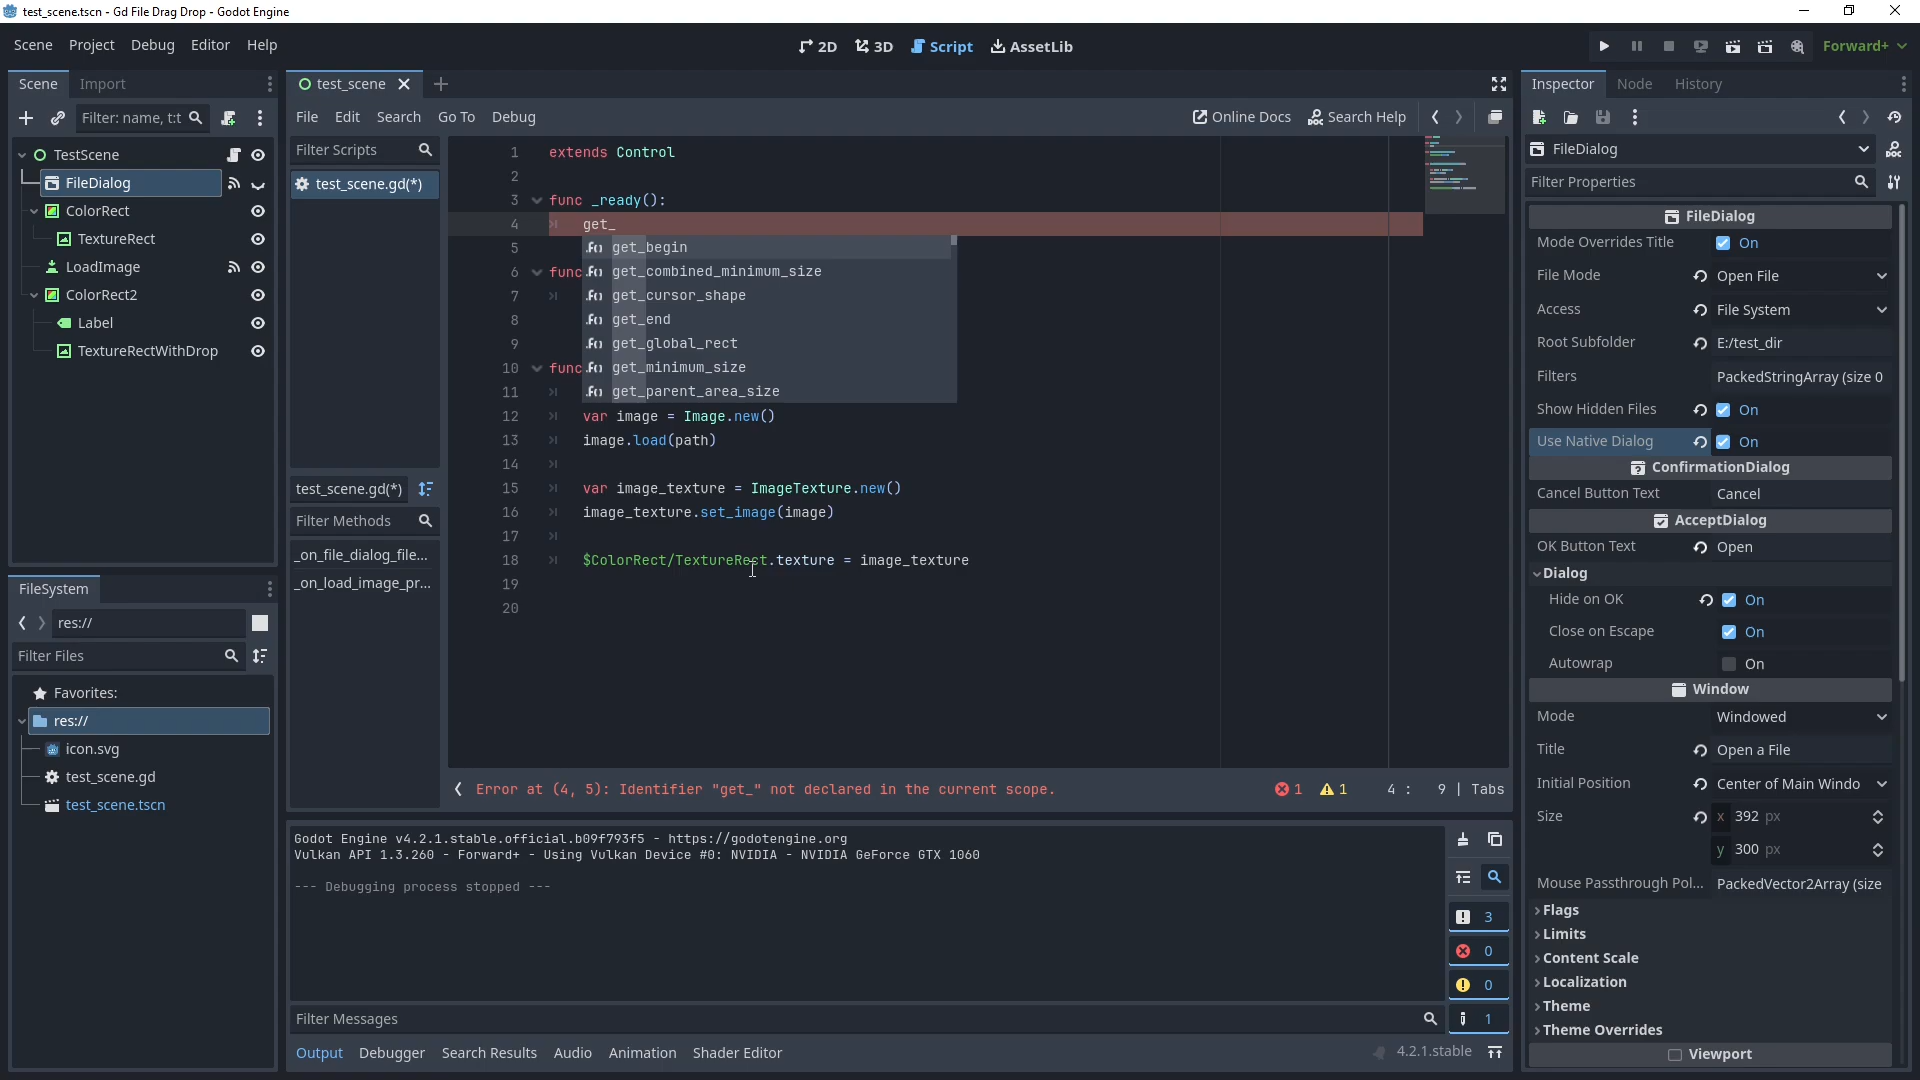 test_scene.tscn - Gd File Drag Drop - Godot Engine
Scene Project Debug Editor Help
2D 3D Script AssetLib
Forward+
Scene Import
Filter: name, t:t
TestScene
FileDialog
ColorRect
TextureRect
LoadImage
ColorRect2
Label
TextureRectWithDrop
FileSystem
res://
Filter Files
Favorites:
res://
icon.svg
test_scene.gd
test_scene.tscn
test_scene
File Edit Search Go To Debug
Online Docs Search Help
Filter Scripts
test_scene.gd(*)
test_scene.gd(*)
Filter Methods
_on_file_dialog_file...
_on_load_image_pr...
1 extends Control
2
3 func _ready():
4 get_
5
6 func
7
8
9
10 func
11
12 var image = Image.new()
13 image.load(path)
14
15 var image_texture = ImageTexture.new()
16 image_texture.set_image(image)
17
18 $ColorRect/TextureRect.texture = image_texture
19
20
get_begin
get_combined_minimum_size
get_cursor_shape
get_end
get_global_rect
get_minimum_size
get_parent_area_size
Error at (4, 5): Identifier "get_" not declared in the current scope.
1 1 4 : 9 | Tabs
Godot Engine v4.2.1.stable.official.b09f793f5 - https://godotengine.org
Vulkan API 1.3.260 - Forward+ - Using Vulkan Device #0: NVIDIA - NVIDIA GeForce GTX 1060
--- Debugging process stopped ---
3
0
0
1
Filter Messages
Output Debugger Search Results Audio Animation Shader Editor
4.2.1.stable
Inspector Node History
FileDialog
Filter Properties
FileDialog
Mode Overrides Title On
File Mode Open File
Access File System
Root Subfolder E:/test_dir
Filters PackedStringArray (size 0
Show Hidden Files On
Use Native Dialog On
ConfirmationDialog
Cancel Button Text Cancel
AcceptDialog
OK Button Text Open
Dialog
Hide on OK On
Close on Escape On
Autowrap On
Window
Mode Windowed
Title Open a File
Initial Position Center of Main Windo
Size x 392 px
y 300 px
Mouse Passthrough Pol... PackedVector2Array (size
Flags
Limits
Content Scale
Localization
Theme
Theme Overrides
Viewport